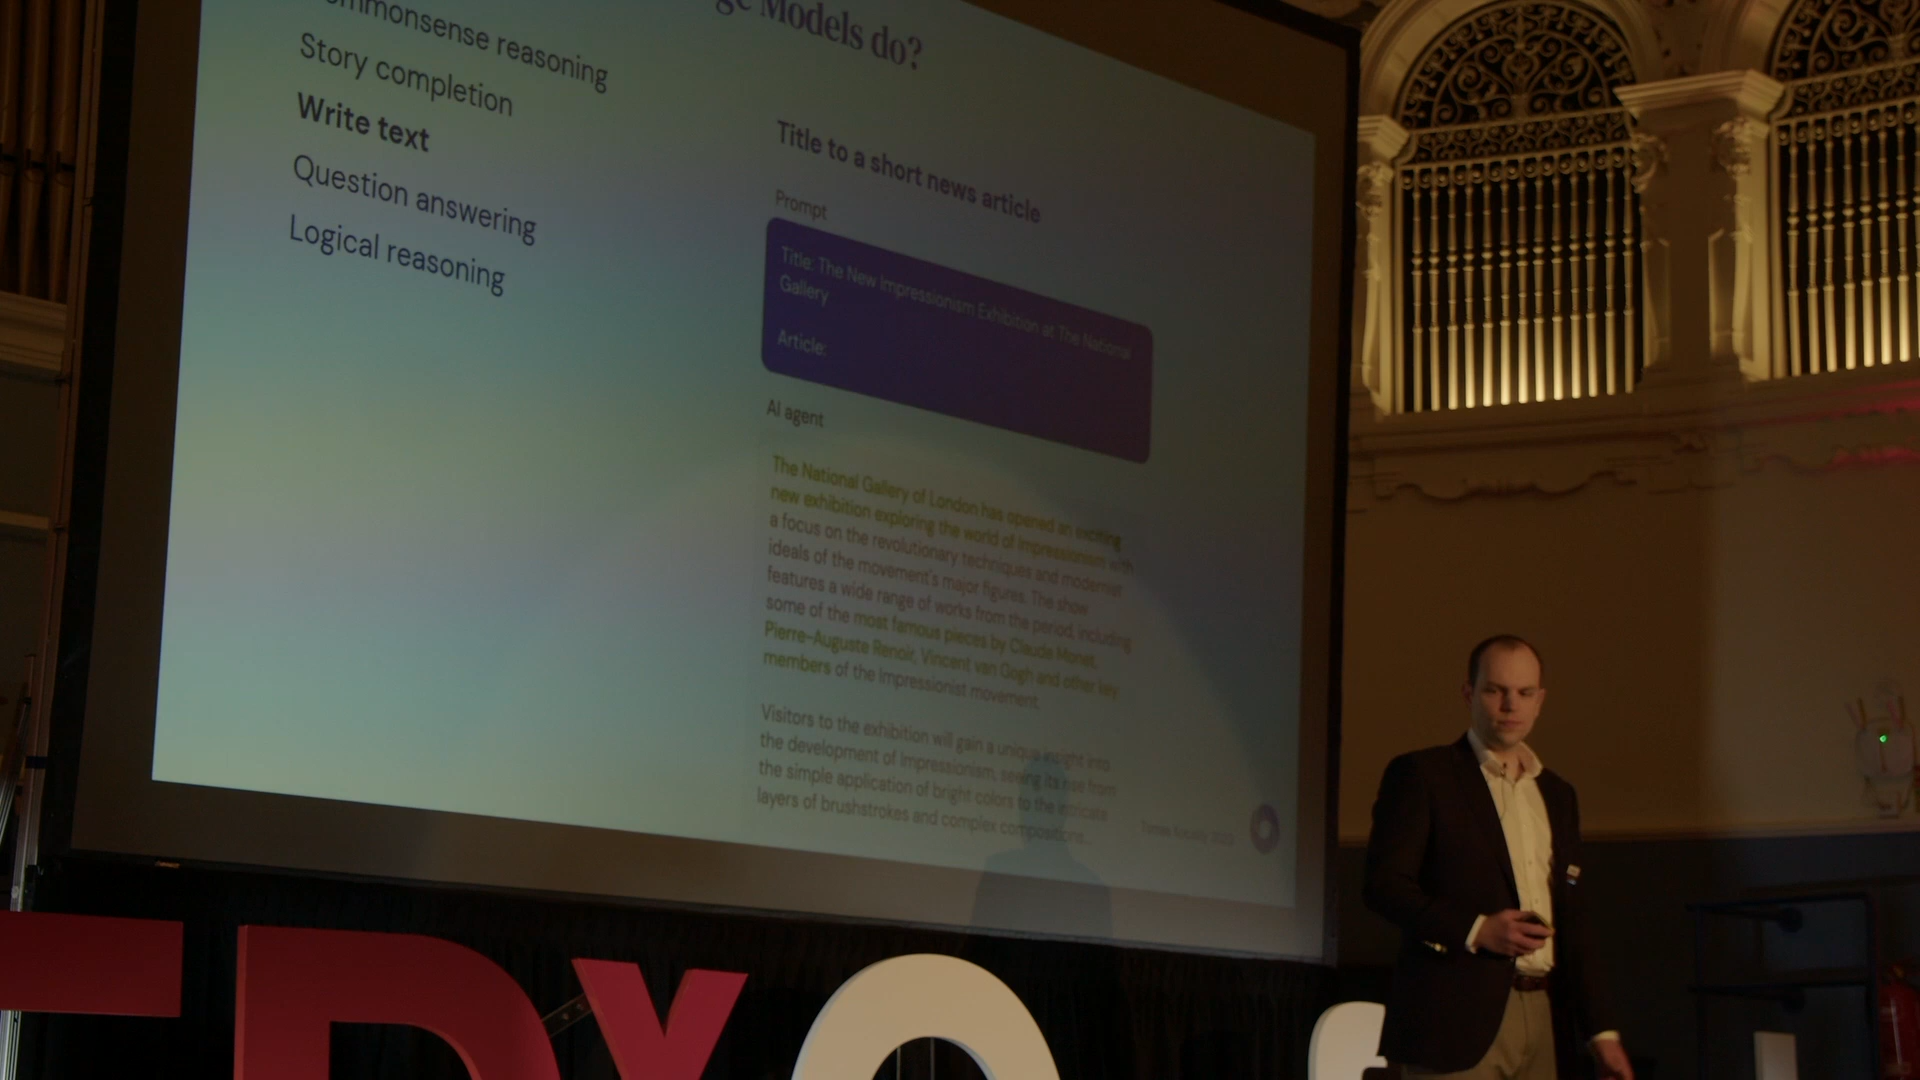 ge Models do?
ommonsense reasoning
Story completion
Write text
Question answering
Logical reasoning
Title to a short news article
Prompt
Title: The New Impressionism Exhibition at The National
Gallery
Article:
AI agent
The National Gallery of London has opened an exciting
new exhibition exploring the world of Impressionism with
a focus on the revolutionary techniques and modernist
ideals of the movement's major figures. The show
features a wide range of works from the period, including
some of the most famous pieces by Claude Monet,
Pierre-Auguste Renoir, Vincent van Gogh and other key
members of the Impressionist movement.
Visitors to the exhibition will gain a unique insight into
the development of Impressionism, seeing its rise from
the simple application of bright colors to the intricate
layers of brushstrokes and complex compositions...
2023
EDx O f